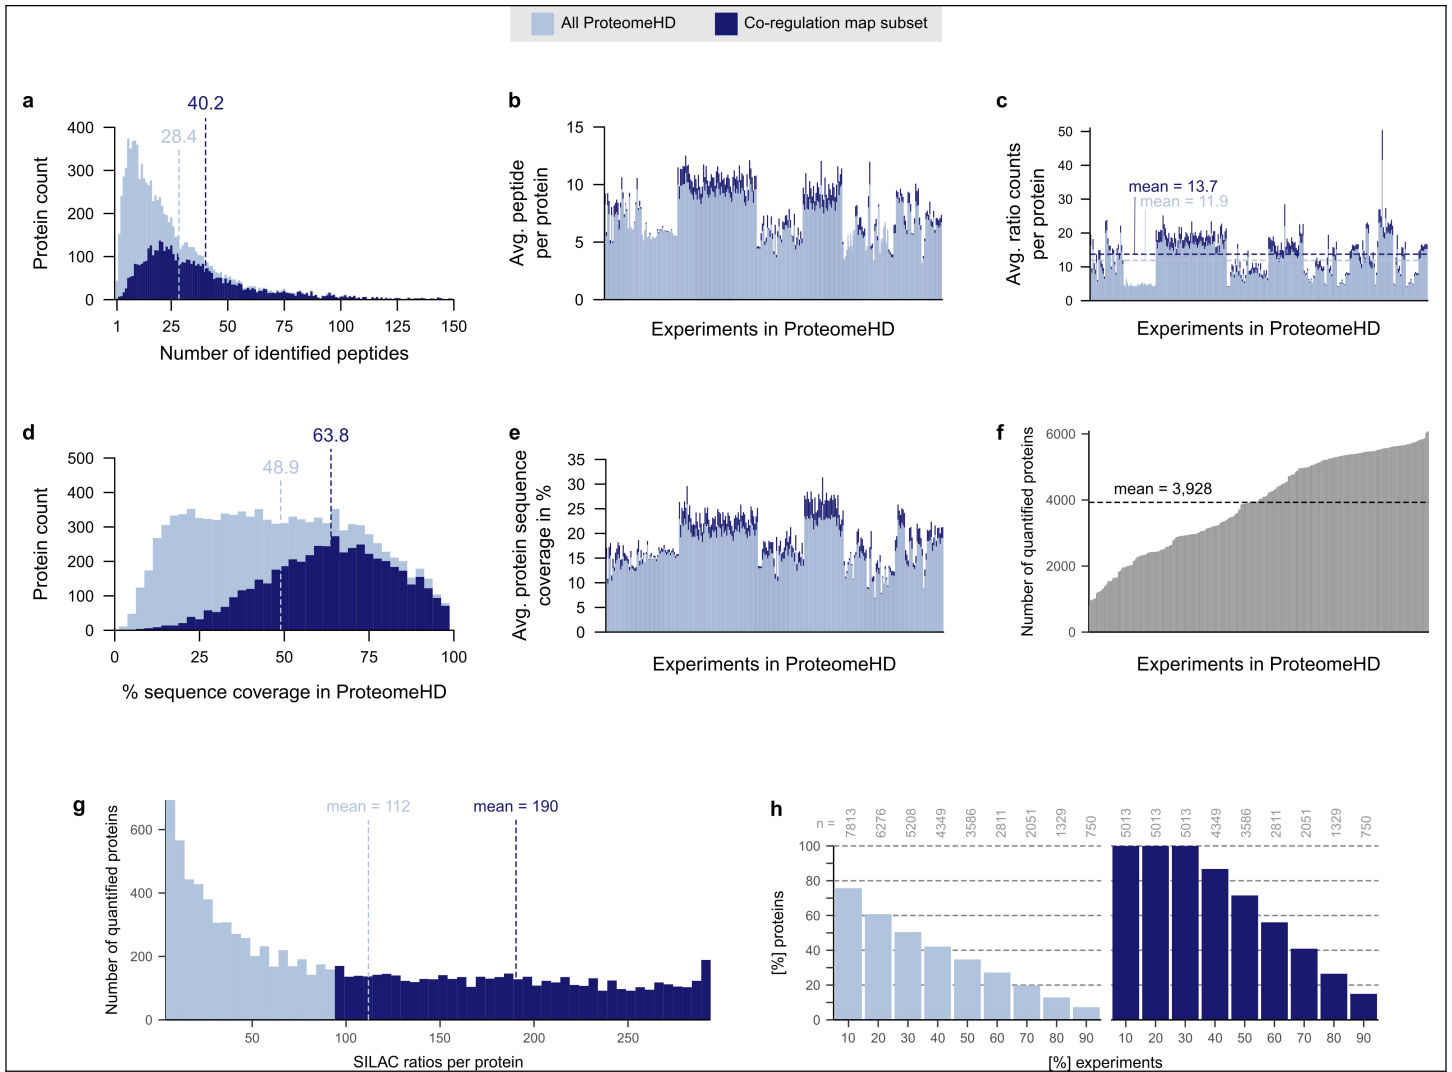 All ProteomeHD
Co-regulation map subset
a
40.2
28.4
400
300
200
100
0
Protein count
1
25
50
75
100
125
150
Number of identified peptides
b
15
10
5
0
Avg. peptide
per protein
Experiments in ProteomeHD
c
50
40
30
20
10
0
Avg. ratio counts
per protein
mean = 13.7
mean = 11.9
Experiments in ProteomeHD
d
63.8
48.9
500
400
300
200
100
0
Protein count
0
25
50
75
100
% sequence coverage in ProteomeHD
e
35
30
25
20
15
10
5
0
Avg. protein sequence
coverage in %
Experiments in ProteomeHD
f
6000
4000
2000
0
Number of quantified proteins
mean = 3,928
Experiments in ProteomeHD
g
mean = 112
mean = 190
600
400
200
0
Number of quantified proteins
50
100
150
200
250
SILAC ratios per protein
h
n =
7813
6276
5208
4349
3586
2811
2051
1329
750
5013
5013
5013
4349
3586
2811
2051
1329
750
100
80
60
40
20
0
[%] proteins
10
20
30
40
50
60
70
80
90
10
20
30
40
50
60
70
80
90
[%] experiments